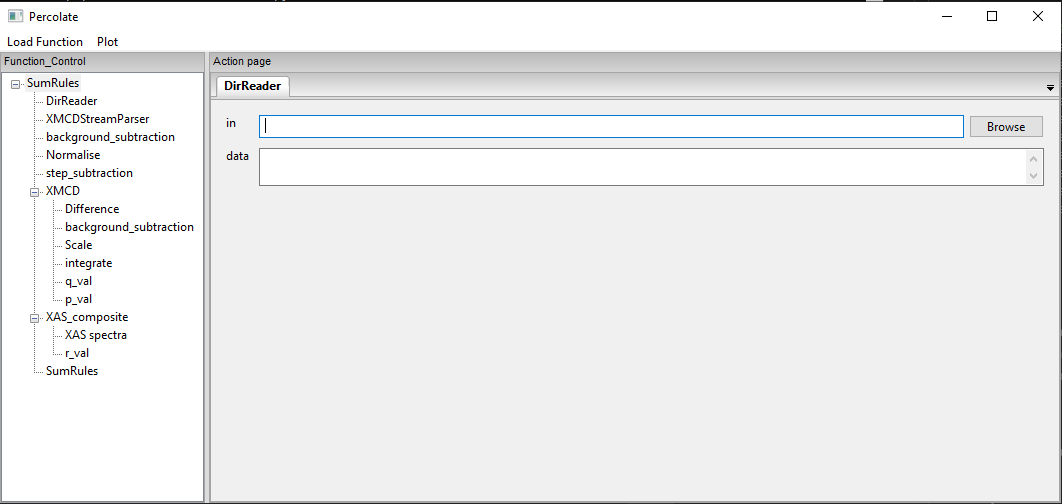 Percolate
Load Function Plot
Function_Control
Action page
SumRules
DirReader
XMCDStreamParser
background_subtraction
Normalise
step_subtraction
XMCD
Difference
background_subtraction
Scale
integrate
q_val
p_val
XAS_composite
XAS spectra
r_val
SumRules
DirReader
in
Browse
data